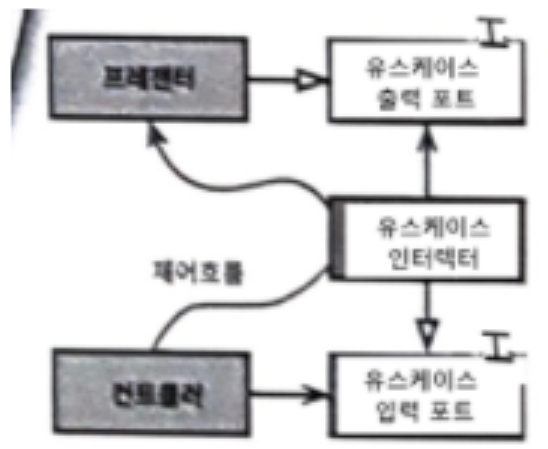 프레젠터
유스케이스
출력 포트
I
유스케이스
인터렉터
제어흐름
컨트롤러
유스케이스
입력 포트
I